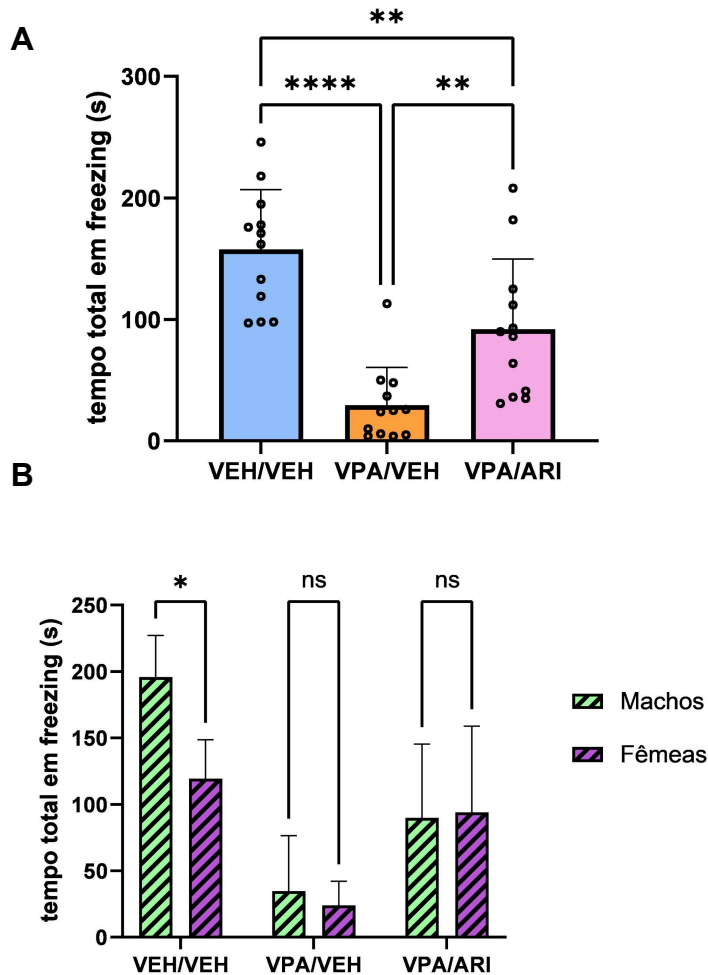 A
**
****
**
tempo total em freezing (s)
300
200
100
0
VEH/VEH
VPA/VEH
VPA/ARI
B
*
ns
ns
tempo total em freezing (s)
250
200
150
100
50
0
VEH/VEH
VPA/VEH
VPA/ARI
Machos
Fêmeas